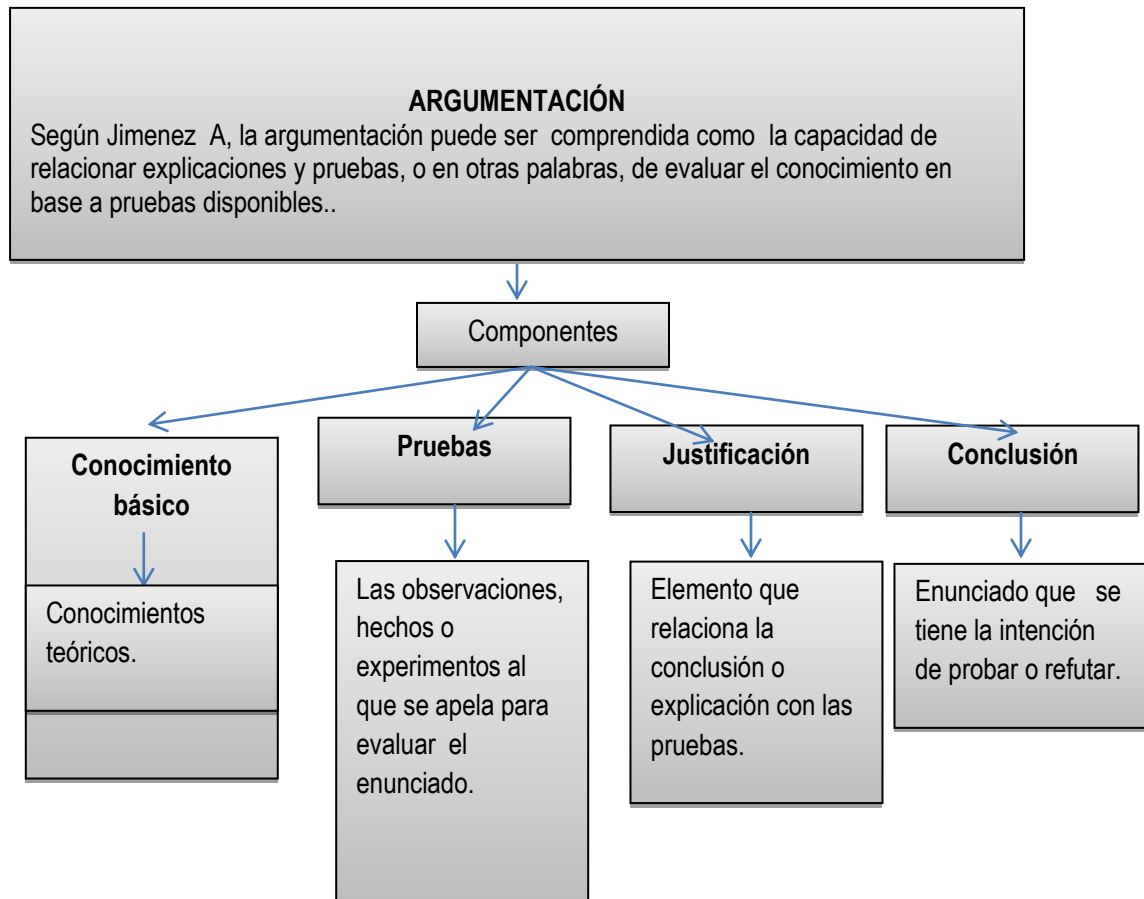 ARGUMENTACIÓN
Según Jimenez A, la argumentación puede ser comprendida como la capacidad de
relacionar explicaciones y pruebas, o en otras palabras, de evaluar el conocimiento en
base a pruebas disponibles..
Componentes
Conocimiento
básico
Conocimientos
teóricos.
Pruebas
Las observaciones,
hechos o
experimentos al
que se apela para
evaluar el
enunciado.
Justificación
Elemento que
relaciona la
conclusión o
explicación con las
pruebas.
Conclusión
Enunciado que se
tiene la intención
de probar o refutar.